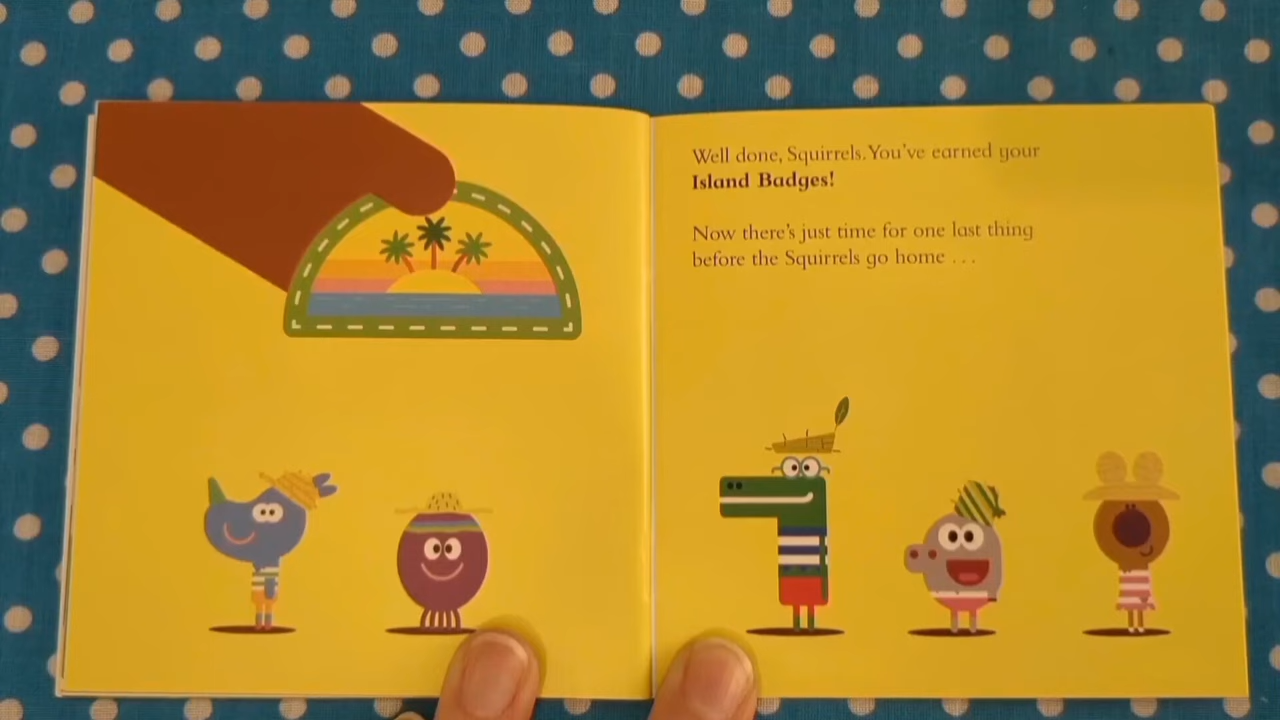 Well done, Squirrels. You've earned your
Island Badges!
Now there's just time for one last thing
before the Squirrels go home . . .